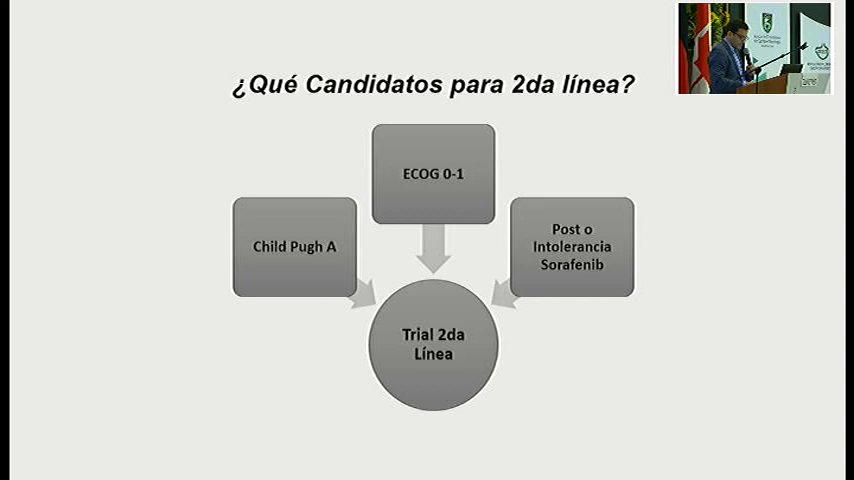 ¿Qué Candidatos para 2da línea?
ECOG 0-1
Child Pugh A
Post o
Intolerancia
Sorafenib
Trial 2da
Línea